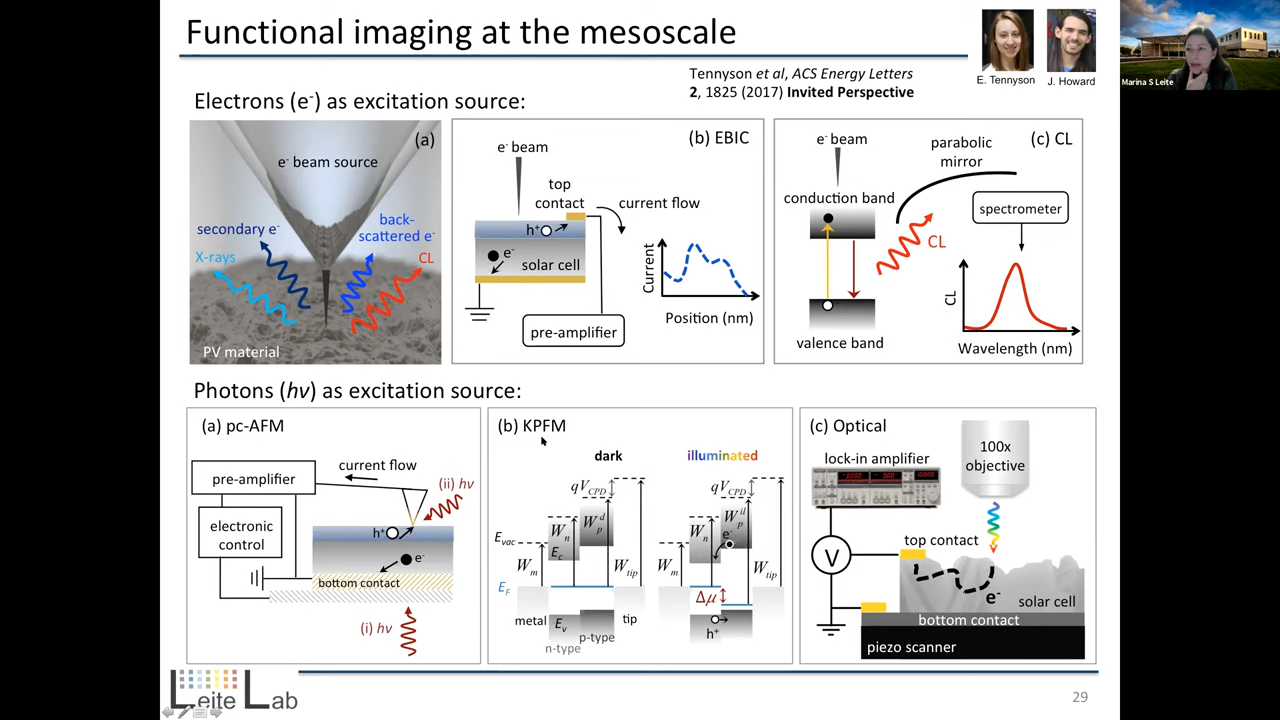 Functional imaging at the mesoscale
E. Tennyson
J. Howard
Marina S Leite
Tennyson et al, ACS Energy Letters
2, 1825 (2017) Invited Perspective
Electrons (e-) as excitation source:
(a)
e- beam source
secondary e-
back-
scattered e-
X-rays
CL
PV material
(b) EBIC
e- beam
top
contact
current flow
h+
e-
solar cell
pre-amplifier
Current
Position (nm)
(c) CL
e- beam
parabolic
mirror
conduction band
spectrometer
CL
valence band
CL
Wavelength (nm)
Photons (hν) as excitation source:
(a) pc-AFM
pre-amplifier
current flow
(ii) hν
electronic
control
h+
e-
bottom contact
(i) hν
(b) KPFM
dark
illuminated
qVCPD
qVCPD
Evac
Wm
Wn
Wpd
Ec
Wtip
EF
metal
Ev
n-type
p-type
tip
Wm
Wn
Wpil
e-
Wtip
Δμ
h+
(c) Optical
lock-in amplifier
100x
objective
V
top contact
e-
solar cell
bottom contact
piezo scanner
Leite Lab
29